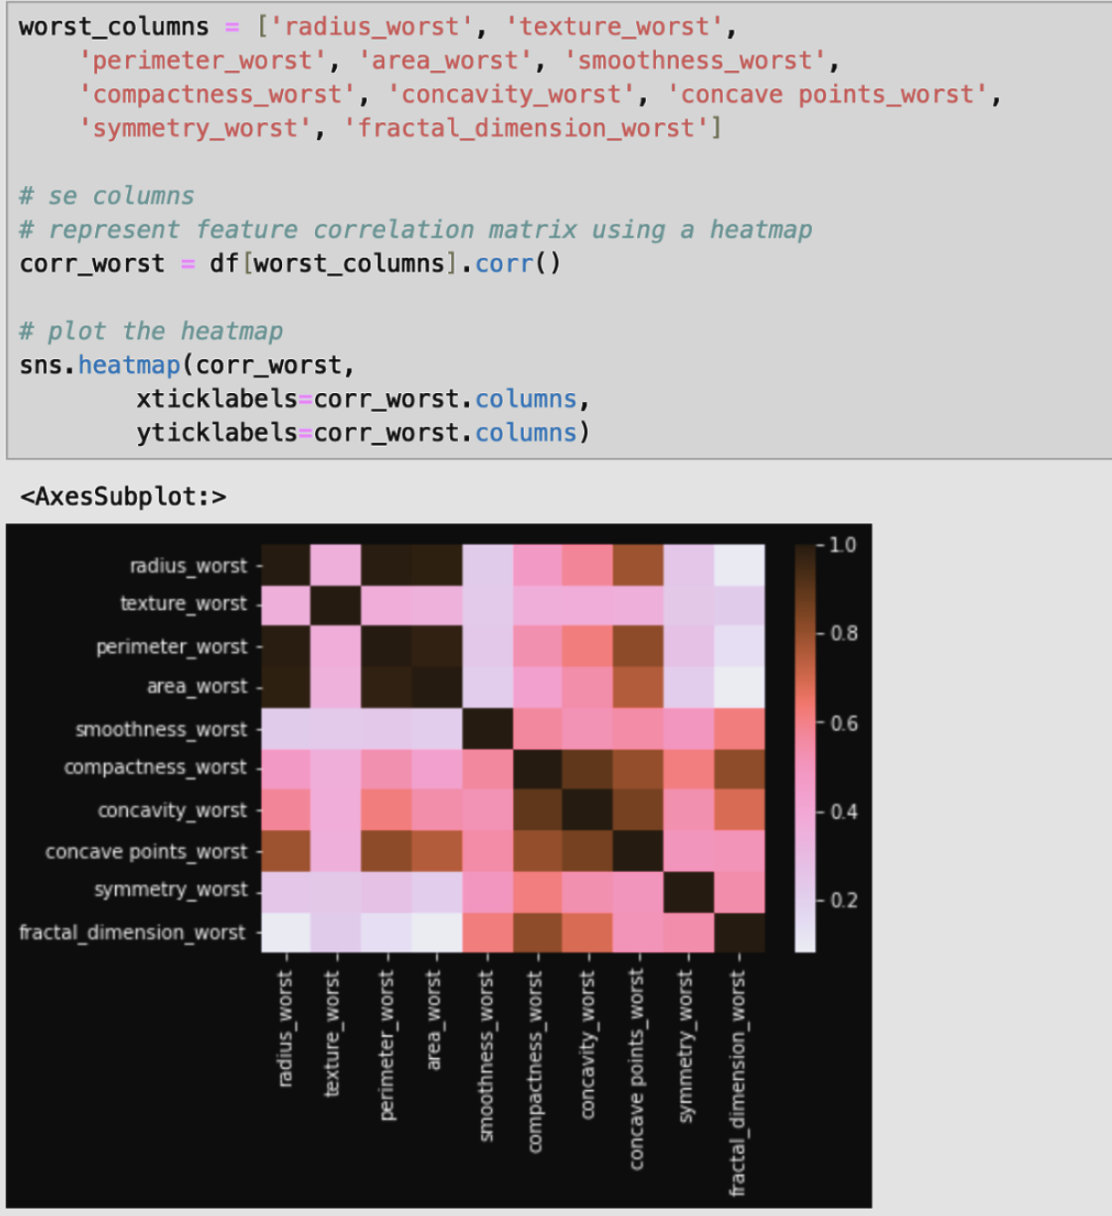 worst_columns = ['radius_worst', 'texture_worst',
    'perimeter_worst', 'area_worst', 'smoothness_worst',
    'compactness_worst', 'concavity_worst', 'concave points_worst',
    'symmetry_worst', 'fractal_dimension_worst']
# se columns
# represent feature correlation matrix using a heatmap
corr_worst = df[worst_columns].corr()
# plot the heatmap
sns.heatmap(corr_worst,
        xticklabels=corr_worst.columns,
        yticklabels=corr_worst.columns)
<AxesSubplot:>
radius_worst
texture_worst
perimeter_worst
area_worst
smoothness_worst
compactness_worst
concavity_worst
concave points_worst
symmetry_worst
fractal_dimension_worst
radius_worst
texture_worst
perimeter_worst
area_worst
smoothness_worst
compactness_worst
concavity_worst
concave points_worst
symmetry_worst
fractal_dimension_worst
1.0
0.8
0.6
0.4
0.2